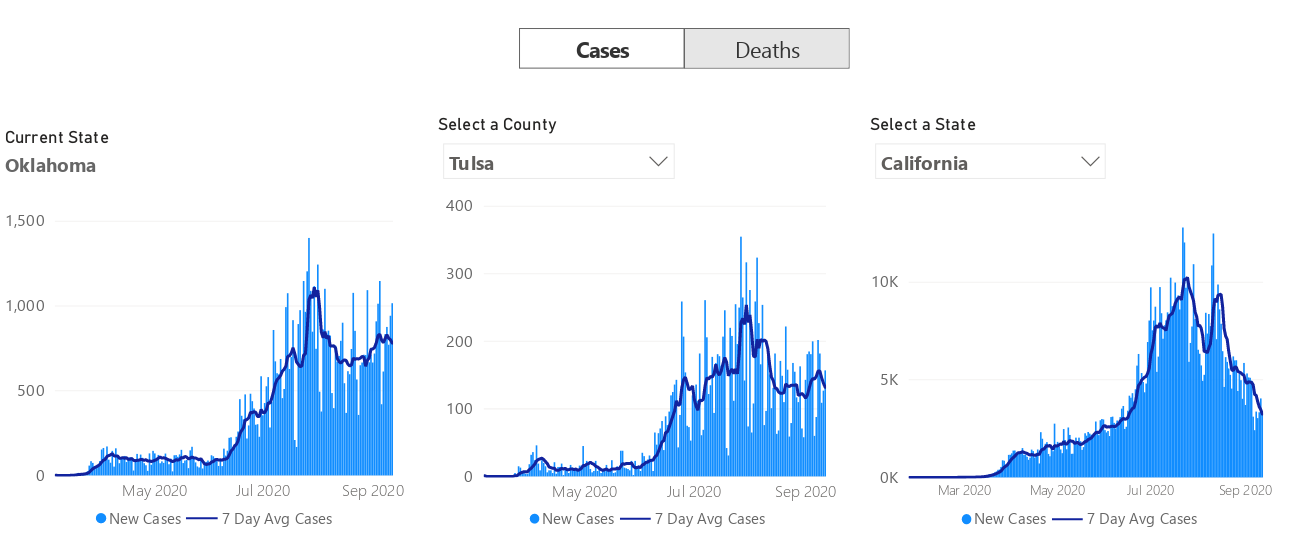 Cases Deaths
Current State
Oklahoma
1,500
1,000
500
0
May 2020 Jul 2020 Sep 2020
New Cases 7 Day Avg Cases
Select a County
Tulsa
400
300
200
100
0
May 2020 Jul 2020 Sep 2020
New Cases 7 Day Avg Cases
Select a State
California
10K
5K
0K
Mar 2020 May 2020 Jul 2020 Sep 2020
New Cases 7 Day Avg Cases